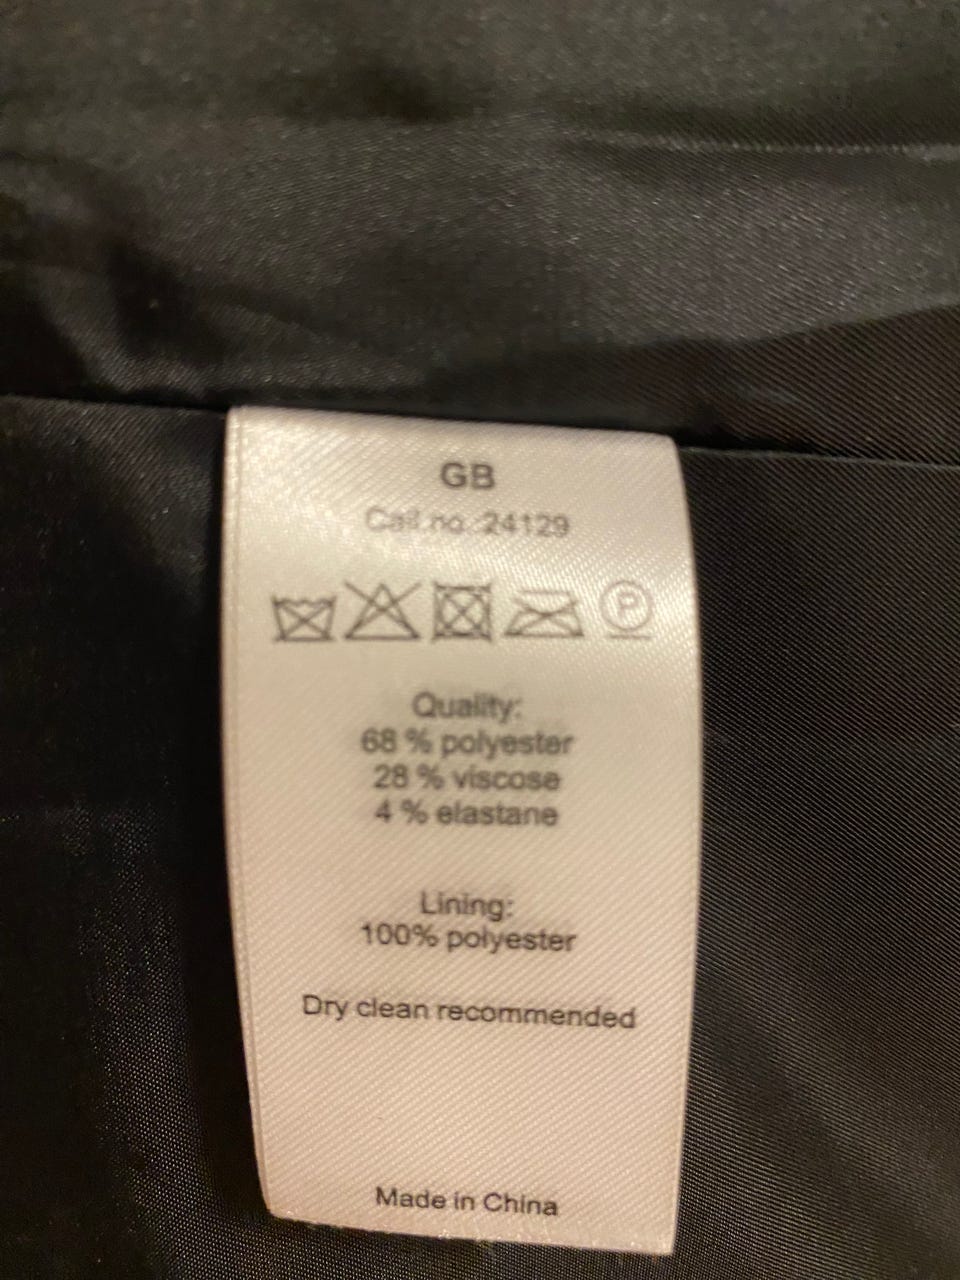 GB
Call no.:24129
P
Quality:
68 % polyester
28 % viscose
4 % elastane
Lining:
100% polyester
Dry clean recommended
Made in China